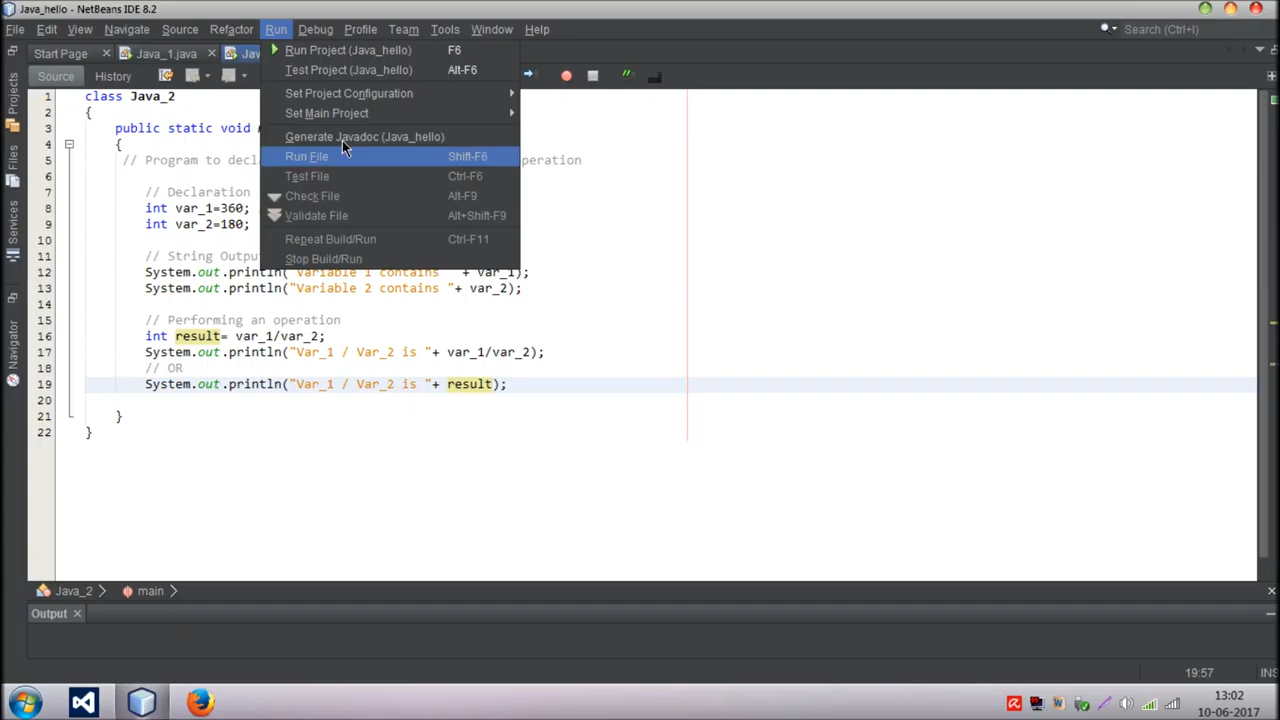 Java_hello - NetBeans IDE 8.2
File Edit View Navigate Source Refactor Run Debug Profile Team Tools Window Help
Search (Ctrl+I)
Start Page Java_1.java Jav
Run Project (Java_hello) F6
Source History
Test Project (Java_hello) Alt-F6
Set Project Configuration
Set Main Project
Generate Javadoc (Java_hello)
Run File Shift-F6
Test File Ctrl-F6
Check File Alt-F9
Validate File Alt+Shift-F9
Repeat Build/Run Ctrl-F11
Stop Build/Run
Projects
Files
Services
Navigator
1 class Java_2
2 {
3 public static void
4 {
5 // Program to decl peration
6
7 // Declaration
8 int var_1=360;
9 int var_2=180;
10
11 // String Outpu
12 System.out.println("Variable 1 contains " + var_1);
13 System.out.println("Variable 2 contains "+ var_2);
14
15 // Performing an operation
16 int result= var_1/var_2;
17 System.out.println("Var_1 / Var_2 is "+ var_1/var_2);
18 // OR
19 System.out.println("Var_1 / Var_2 is "+ result);
20
21 }
22 }
Java_2 main
Output
19:57 INS
13:02
10-06-2017